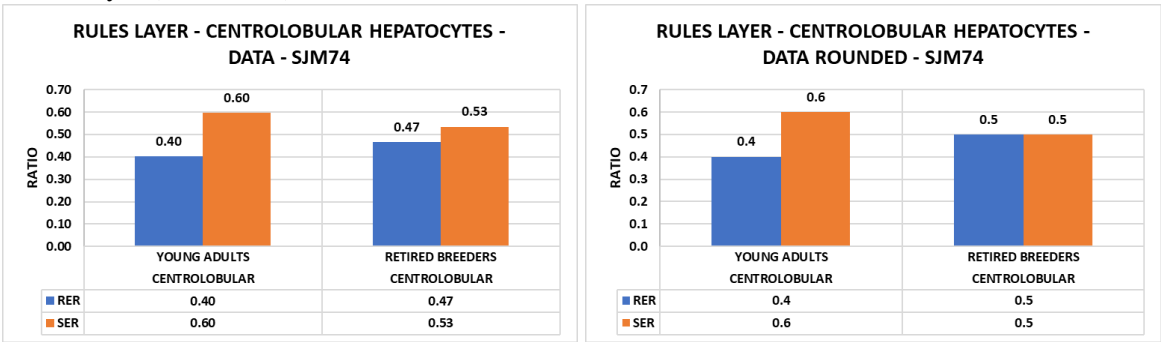 RULES LAYER - CENTROLOBULAR HEPATOCYTES -
DATA - SJM74
0.70
0.60
0.50
0.40
0.30
0.20
0.10
0.00
RATIO
0.40
0.60
0.47
0.53
YOUNG ADULTS
RETIRED BREEDERS
CENTROLOBULAR
CENTROLOBULAR
RER 0.40 0.47
SER 0.60 0.53
RULES LAYER - CENTROLOBULAR HEPATOCYTES -
DATA ROUNDED - SJM74
0.7
0.6
0.5
0.4
0.3
0.2
0.1
0.0
RATIO
0.4
0.6
0.5
0.5
YOUNG ADULTS
RETIRED BREEDERS
CENTROLOBULAR
CENTROLOBULAR
RER 0.4 0.5
SER 0.6 0.5